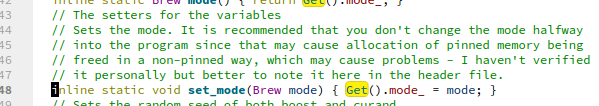 42 inline static Brew mode() { return Get().mode_; }
43 // The setters for the variables
44 // Sets the mode. It is recommended that you don't change the mode halfway
45 // into the program since that may cause allocation of pinned memory being
46 // freed in a non-pinned way, which may cause problems - I haven't verified
47 // it personally but better to note it here in the header file.
48 inline static void set_mode(Brew mode) { Get().mode_ = mode; }
49 // Sets the random seed of both boost and curand